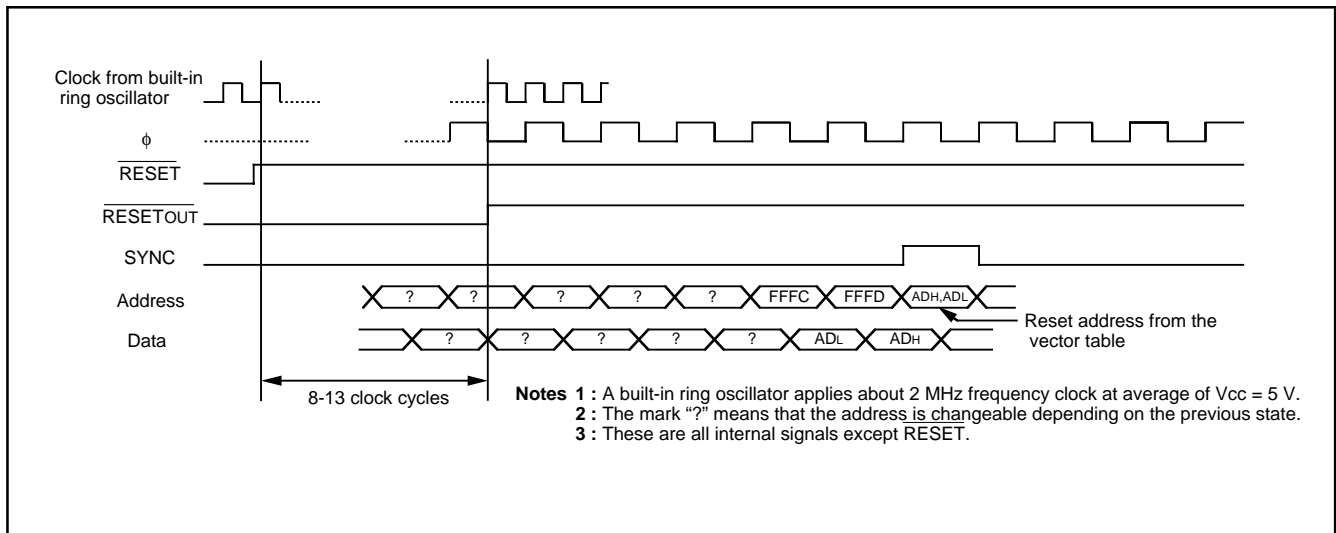 Clock from built-in
ring oscillator
ϕ
RESET
RESETOUT
SYNC
Address ? ? ? ? ? FFFC FFFD ADH,ADL
Data ? ? ? ? ? ADL ADH
Reset address from the
vector table
8-13 clock cycles
Notes 1 : A built-in ring oscillator applies about 2 MHz frequency clock at average of Vcc = 5 V.
2 : The mark “?” means that the address is changeable depending on the previous state.
3 : These are all internal signals except RESET.